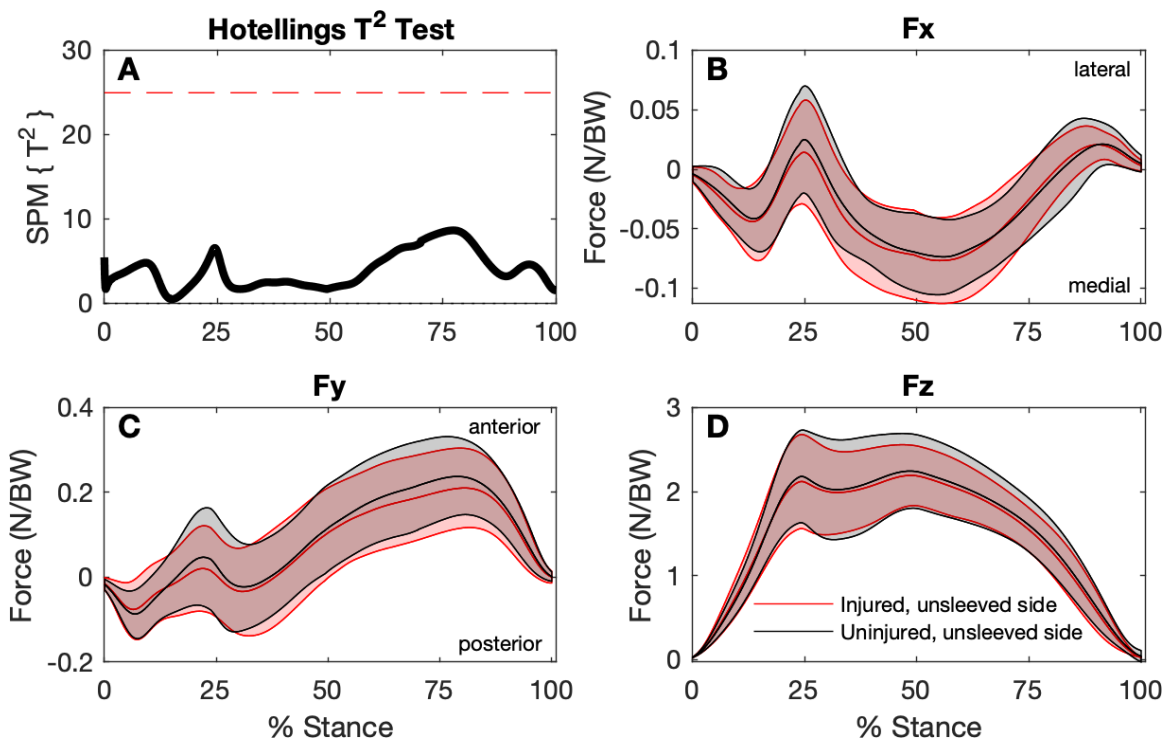 Hotellings T² Test
A
30
20
10
0
SPM { T² }
0 25 50 75 100
Fx
B
lateral
0.1
0.05
0
-0.05
-0.1
Force (N/BW)
medial
0 25 50 75 100
Fy
C
anterior
0.4
0.2
0
-0.2
Force (N/BW)
posterior
0 25 50 75 100
% Stance
Fz
D
3
2
1
0
Force (N/BW)
Injured, unsleeved side
Uninjured, unsleeved side
0 25 50 75 100
% Stance